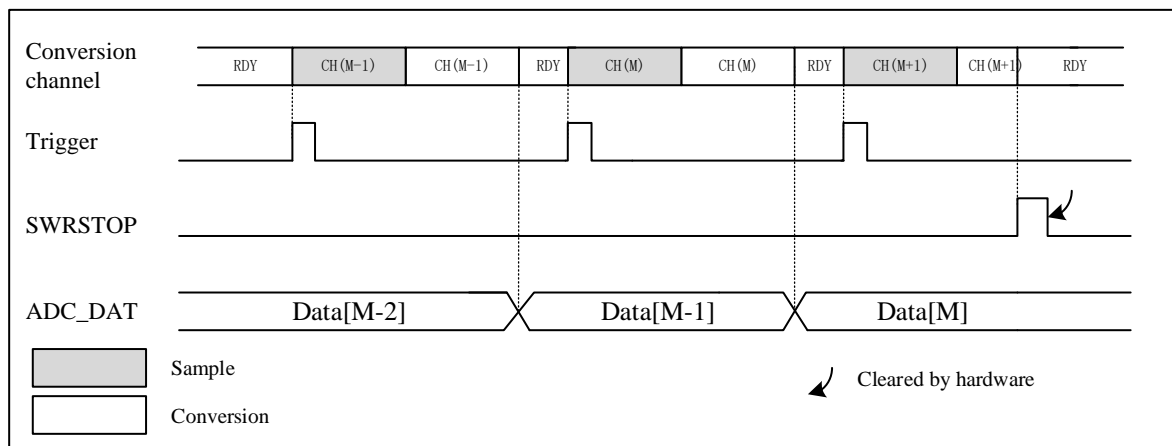 Conversion
channel
RDY CH(M-1) CH(M-1) RDY CH(M) CH(M) RDY CH(M+1) CH(M+1) RDY
Trigger
SWRSTOP
ADC_DAT Data[M-2] Data[M-1] Data[M]
Sample
Cleared by hardware
Conversion